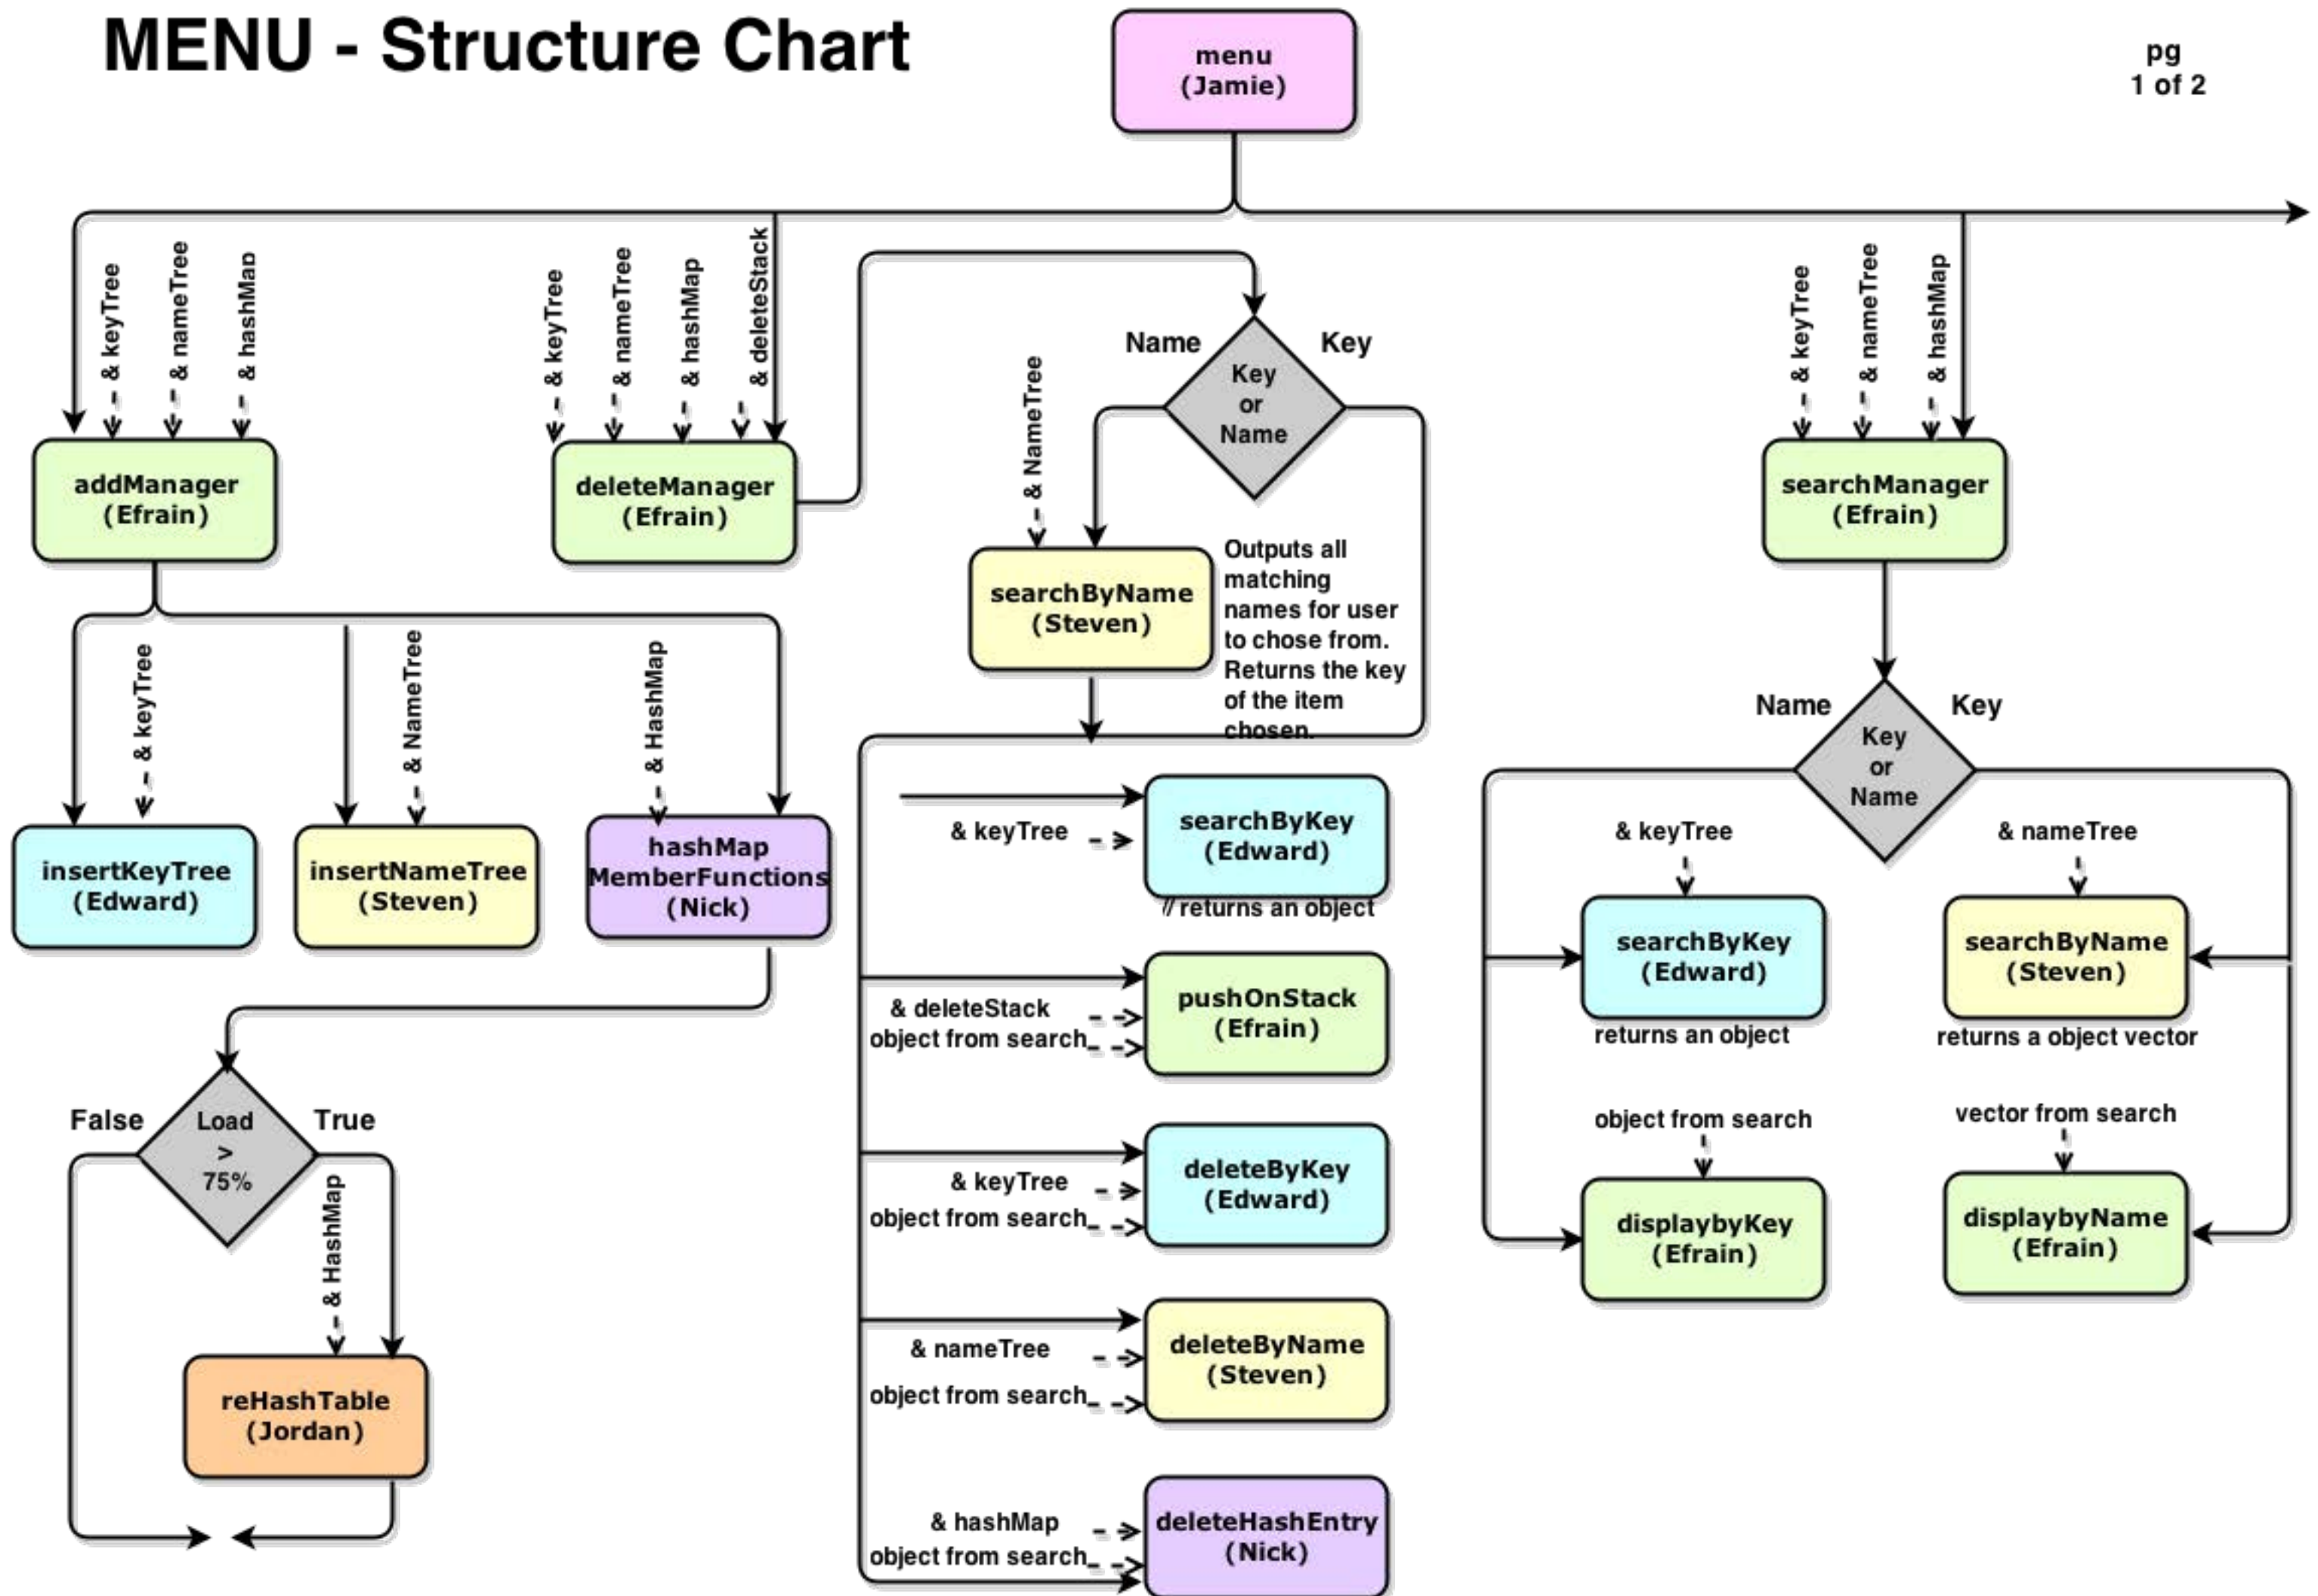 MENU - Structure Chart
menu
(Jamie)
pg
1 of 2
& keyTree
& nameTree
& hashMap
addManager
(Efrain)
& keyTree
& nameTree
& hashMap
& deleteStack
deleteManager
(Efrain)
Name
Key
Key
or
Name
& NameTree
searchByName
(Steven)
Outputs all
matching
names for user
to chose from.
Returns the key
of the item
chosen.
& keyTree
& nameTree
& hashMap
searchManager
(Efrain)
& keyTree
& NameTree
& HashMap
insertKeyTree
(Edward)
insertNameTree
(Steven)
hashMap
MemberFunctions
(Nick)
False
True
Load
>
75%
& HashMap
reHashTable
(Jordan)
& keyTree
searchByKey
(Edward)
// returns an object
& deleteStack
object from search
pushOnStack
(Efrain)
& keyTree
object from search
deleteByKey
(Edward)
& nameTree
object from search
deleteByName
(Steven)
& hashMap
object from search
deleteHashEntry
(Nick)
Name
Key
Key
or
Name
& keyTree
searchByKey
(Edward)
returns an object
& nameTree
searchByName
(Steven)
returns a object vector
object from search
displaybyKey
(Efrain)
vector from search
displaybyName
(Efrain)